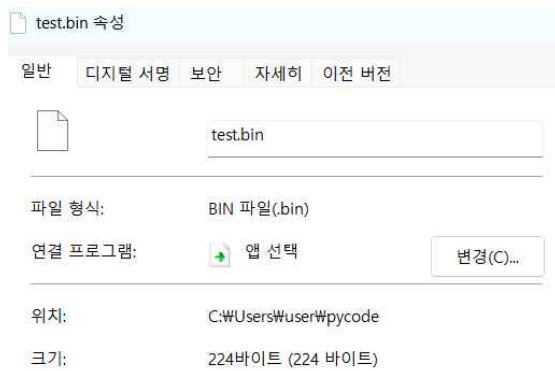 test.bin 속성
일반 디지털 서명 보안 자세히 이전 버전
test.bin
파일 형식: BIN 파일(.bin)
연결 프로그램: 앱 선택 변경(C)...
위치: C:₩Users₩user₩pycode
크기: 224바이트 (224 바이트)